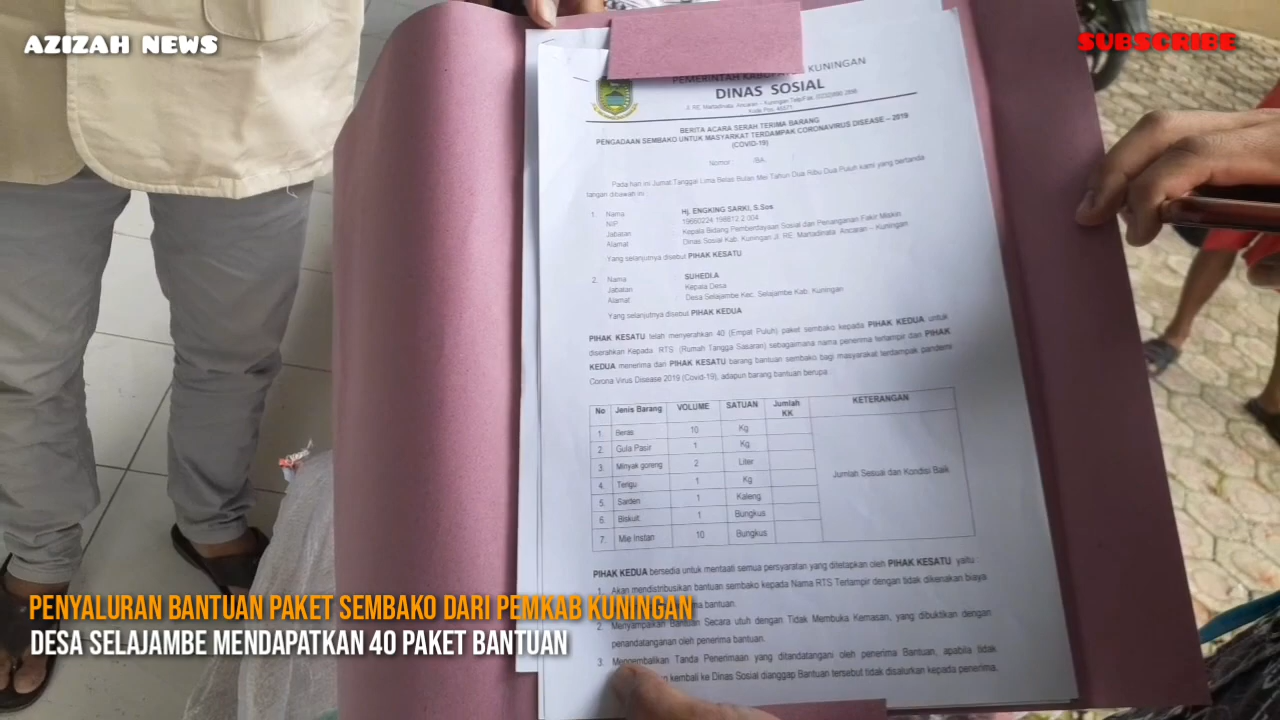 AZIZAH NEWS
SUBSCRIBE
PEMERINTAH KABUPATEN KUNINGAN
DINAS SOSIAL
Jl. RE. Martadinata Ancaran – Kuningan
BERITA ACARA SERAH TERIMA BARANG
PENGADAAN SEMBAKO UNTUK MASYARKAT TERDAMPAK CORONAVIRUS DISEASE – 2019
(COVID-19)
Nomor : /BA.
Pada hari ini Jumat Tanggal Lima Belas Bulan Mei Tahun Dua Ribu Dua Puluh kami yang bertanda
tangan dibawah ini :
1. Nama : Hj. ENGKING SARKI, S.Sos
NIP : 19660224 198812 2 004
Jabatan : Kepala Bidang Pemberdayaan Sosial dan Penanganan Fakir Miskin
Alamat : Dinas Sosial Kab. Kuningan Jl. RE. Martadinata Ancaran – Kuningan
Yang selanjutnya disebut PIHAK KESATU
2. Nama : SUHEDI.A
Jabatan : Kepala Desa
Alamat : Desa Selajambe Kec. Selajambe Kab. Kuningan
Yang selanjutnya disebut PIHAK KEDUA
PIHAK KESATU telah menyerahkan 40 (Empat Puluh) paket sembako kepada PIHAK KEDUA untuk
diserahkan Kepada RTS (Rumah Tangga Sasaran) sebagaimana nama penerima terlampir dan PIHAK
KEDUA menerima dari PIHAK KESATU barang bantuan sembako bagi masyarakat terdampak pandemi
Corona Virus Disease 2019 (Covid-19), adapun barang bantuan berupa:
No Jenis Barang VOLUME SATUAN Jumlah KK KETERANGAN
1. Beras 10 Kg
2. Gula Pasir 1 Kg
3. Minyak goreng 2 Liter
4. Terigu 1 Kg
5. Sarden 1 Kaleng
6. Biskuit 1 Bungkus
7. Mie Instan 10 Bungkus
Jumlah Sesuai dan Kondisi Baik
PIHAK KEDUA bersedia untuk mentaati semua persyaratan yang ditetapkan oleh PIHAK KESATU yaitu :
1. Akan mendistribusikan bantuan sembako kepada Nama RTS Terlampir dengan tidak dikenakan biaya
bantuan.
2. Menyampaikan Bantuan Secara utuh dengan Tidak Membuka Kemasan, yang dibuktikan dengan
penandatanganan oleh penerima bantuan.
3. Mengembalikan Tanda Penerimaan yang ditandatangani oleh penerima Bantuan, apabila tidak
kembali ke Dinas Sosial dianggap Bantuan tersebut tidak disalurkan kepada penerima.
PENYALURAN BANTUAN PAKET SEMBAKO DARI PEMKAB KUNINGAN
DESA SELAJAMBE MENDAPATKAN 40 PAKET BANTUAN